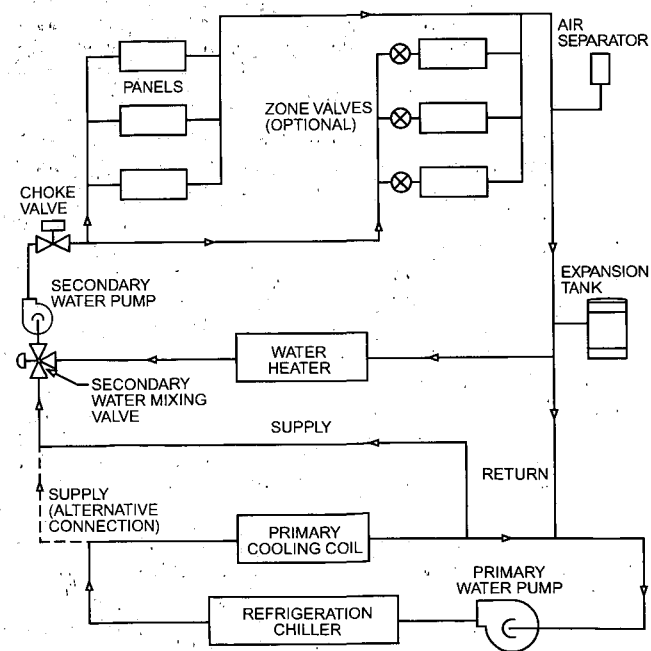 AIR
SEPARATOR
PANELS
ZONE VALVES
(OPTIONAL)
CHOKE
VALVE
SECONDARY
WATER PUMP
EXPANSION
TANK
WATER
HEATER
SECONDARY
WATER MIXING
VALVE
SUPPLY
RETURN
SUPPLY
(ALTERNATIVE
CONNECTION)
PRIMARY
COOLING COIL
PRIMARY
WATER PUMP
REFRIGERATION
CHILLER